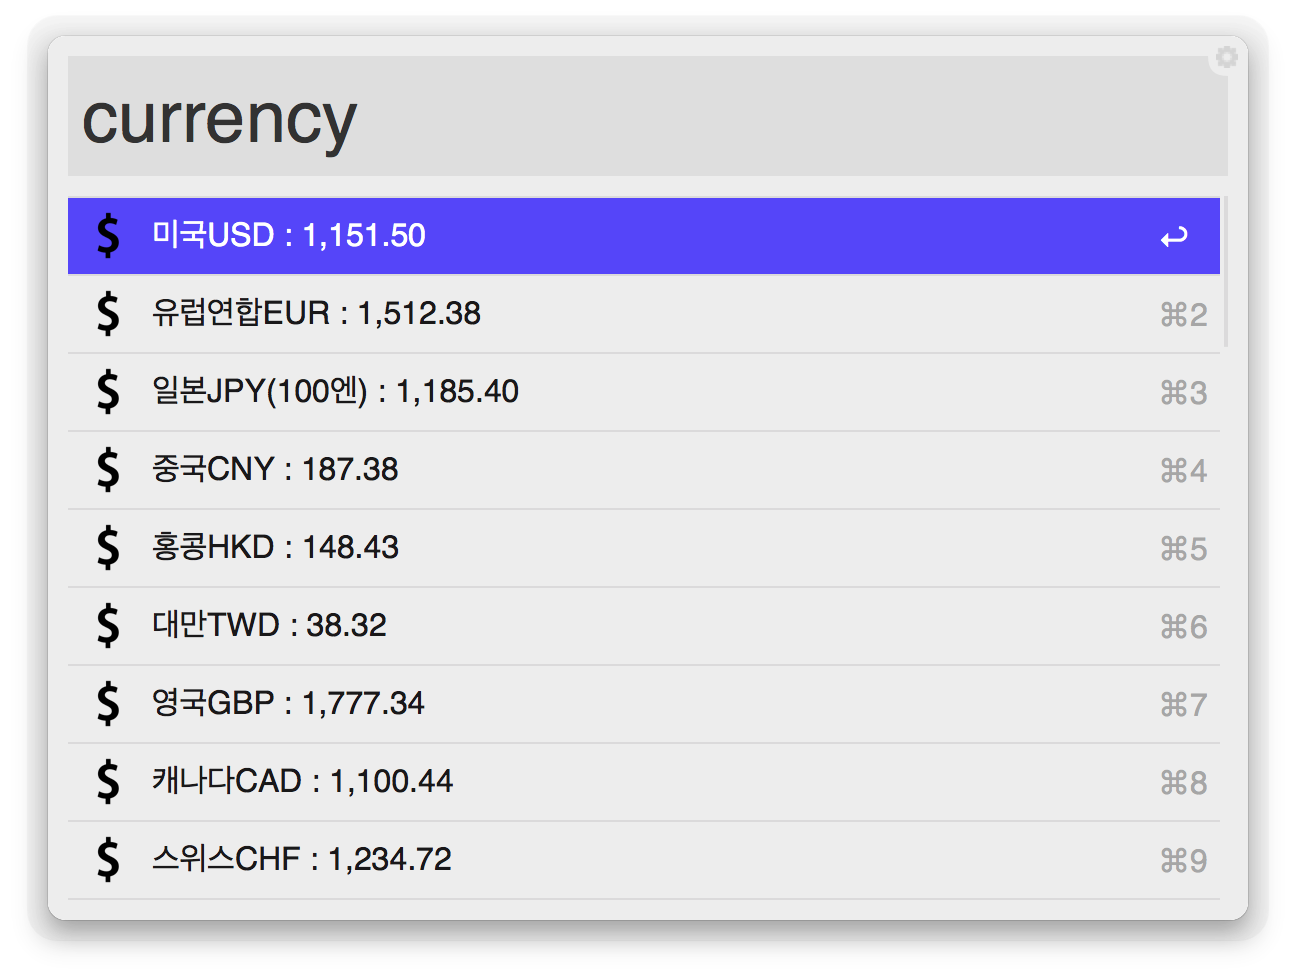 currency
$ 미국USD : 1,151.50 ↩
$ 유럽연합EUR : 1,512.38 ⌘2
$ 일본JPY(100엔) : 1,185.40 ⌘3
$ 중국CNY : 187.38 ⌘4
$ 홍콩HKD : 148.43 ⌘5
$ 대만TWD : 38.32 ⌘6
$ 영국GBP : 1,777.34 ⌘7
$ 캐나다CAD : 1,100.44 ⌘8
$ 스위스CHF : 1,234.72 ⌘9